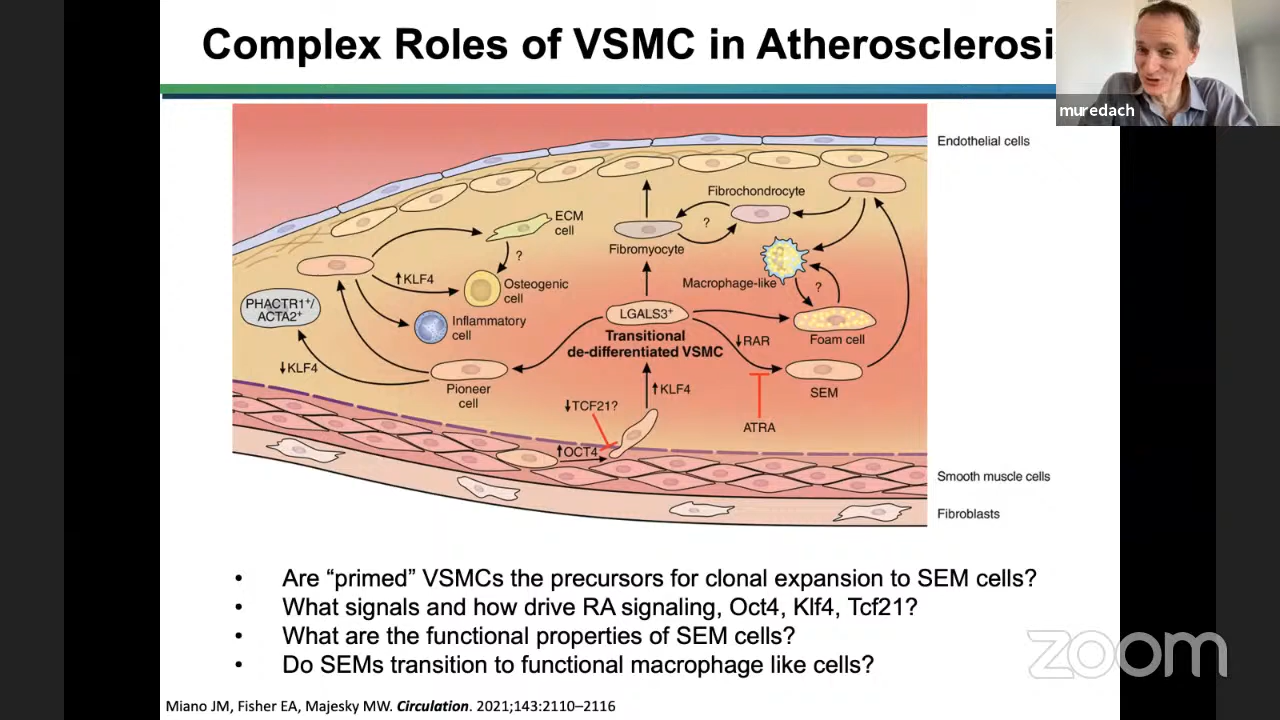 Complex Roles of VSMC in Atherosclerosi
muredach
Endothelial cells
Fibrochondrocyte
ECM
cell
?
Fibromyocyte
?
↑KLF4
Osteogenic
cell
Macrophage-like
?
PHACTR1⁺/
ACTA2⁺
Inflammatory
cell
LGALS3⁺
Transitional
de-differentiated VSMC
↓RAR
Foam cell
↓KLF4
Pioneer
cell
↑KLF4
SEM
↓TCF21?
ATRA
↑OCT4
Smooth muscle cells
Fibroblasts
• Are “primed” VSMCs the precursors for clonal expansion to SEM cells?
• What signals and how drive RA signaling, Oct4, Klf4, Tcf21?
• What are the functional properties of SEM cells?
• Do SEMs transition to functional macrophage like cells?
zoom
Miano JM, Fisher EA, Majesky MW. Circulation. 2021;143:2110–2116